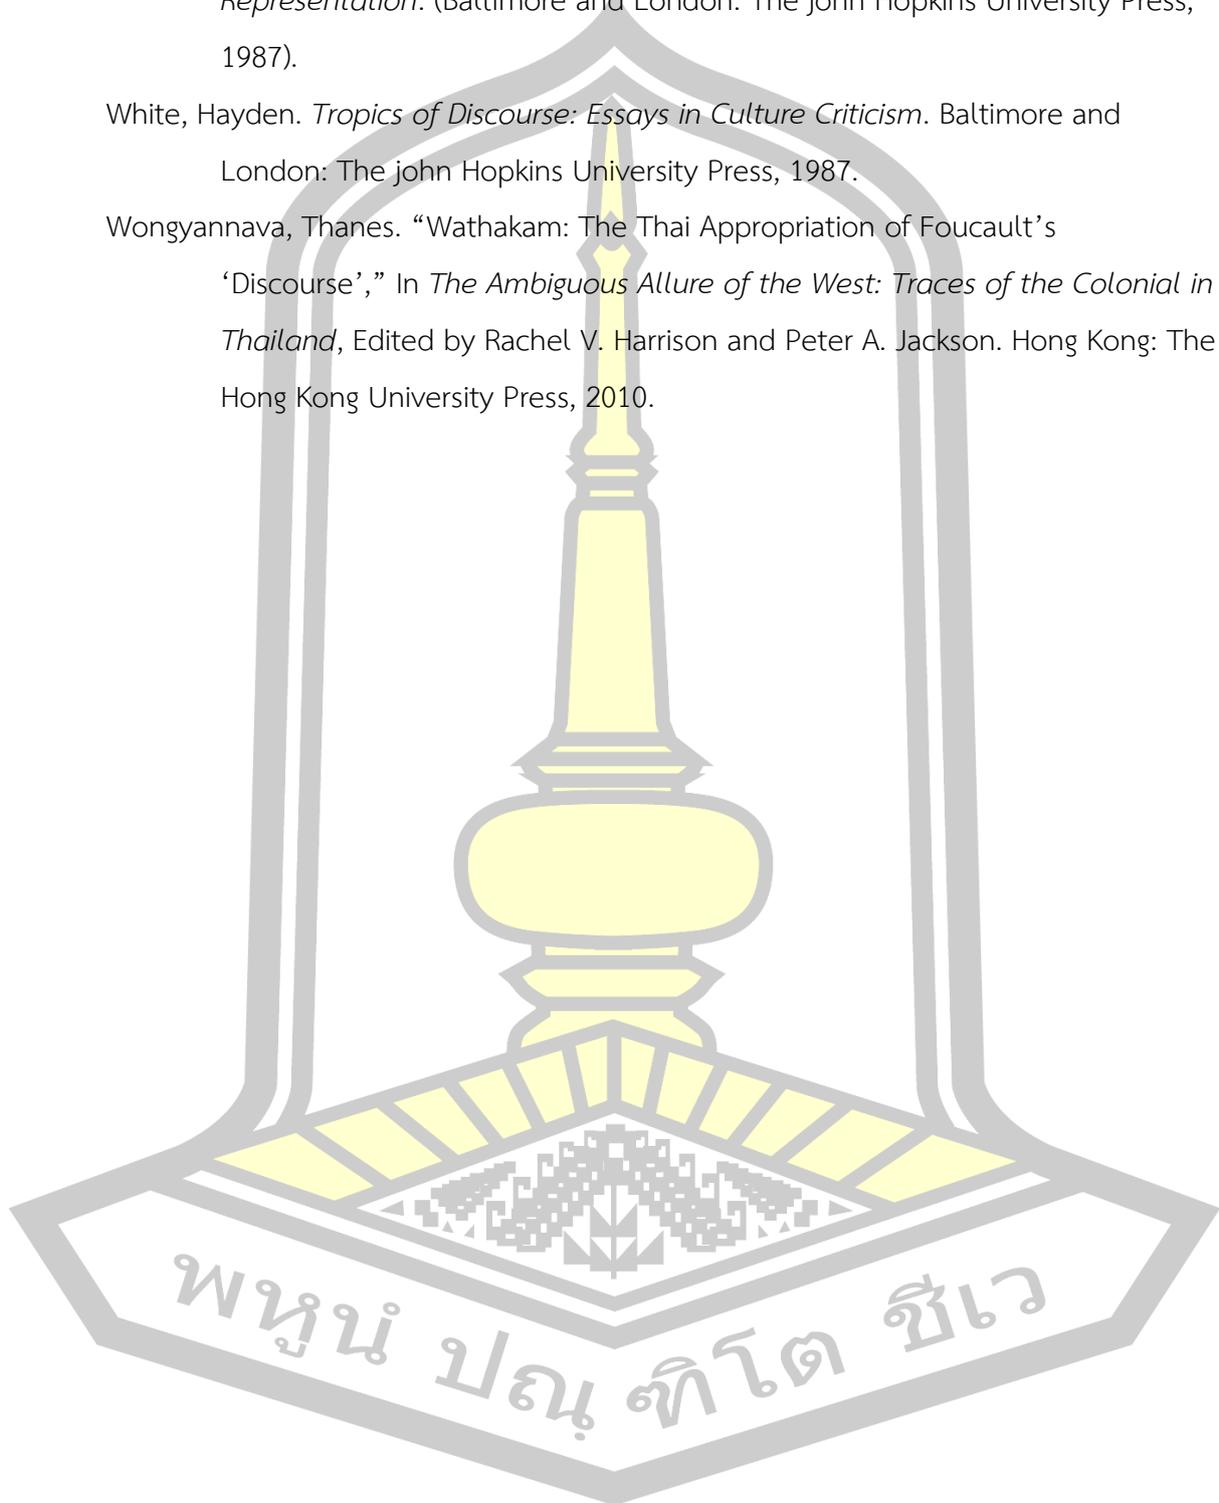 Representation. (Baltimore and London: The john Hopkins University Press,
1987).
White, Hayden. Tropics of Discourse: Essays in Culture Criticism. Baltimore and
London: The john Hopkins University Press, 1987.
Wongyannava, Thanes. “Wathakam: The Thai Appropriation of Foucault’s
‘Discourse’,” In The Ambiguous Allure of the West: Traces of the Colonial in
Thailand, Edited by Rachel V. Harrison and Peter A. Jackson. Hong Kong: The
Hong Kong University Press, 2010.
พหูนํ ปณฺฑิโต ชีเว